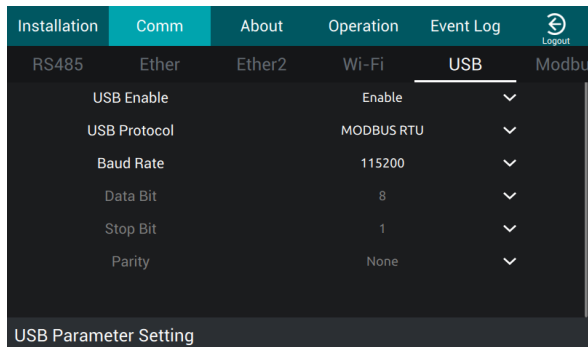 Installation Comm About Operation Event Log Logout
RS485 Ether Ether2 Wi-Fi USB Modbu
USB Enable Enable
USB Protocol MODBUS RTU
Baud Rate 115200
Data Bit 8
Stop Bit 1
Parity None
USB Parameter Setting